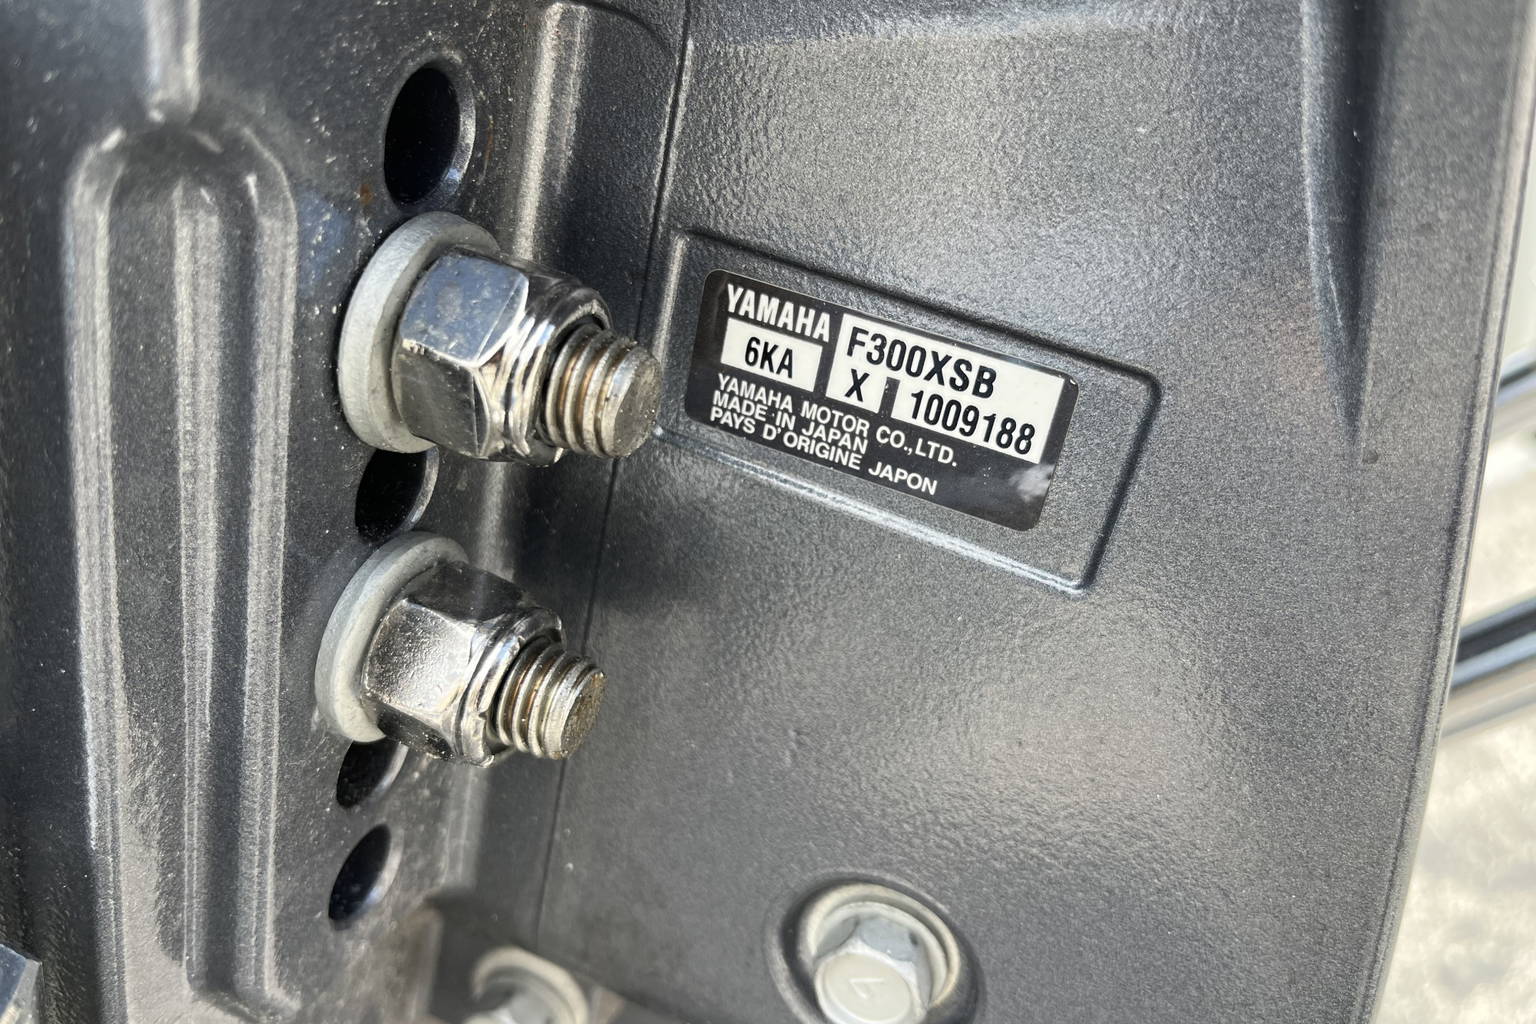 YAMAHA
F300XSB
6KA
X 1009188
YAMAHA MOTOR CO.,LTD.
MADE IN JAPAN
PAYS D'ORIGINE JAPON